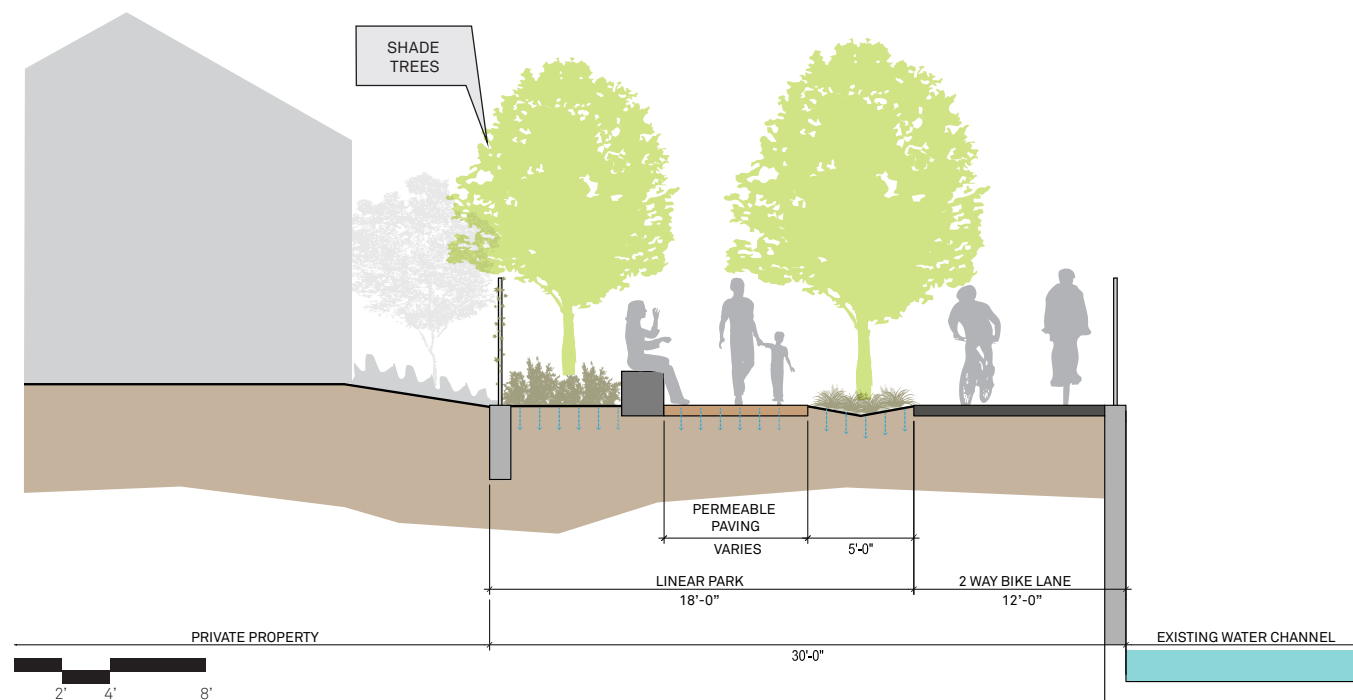 SHADE
TREES
PERMEABLE
PAVING
VARIES
5'-0"
LINEAR PARK
18'-0"
2 WAY BIKE LANE
12'-0"
PRIVATE PROPERTY
30'-0"
EXISTING WATER CHANNEL
2' 4' 8'